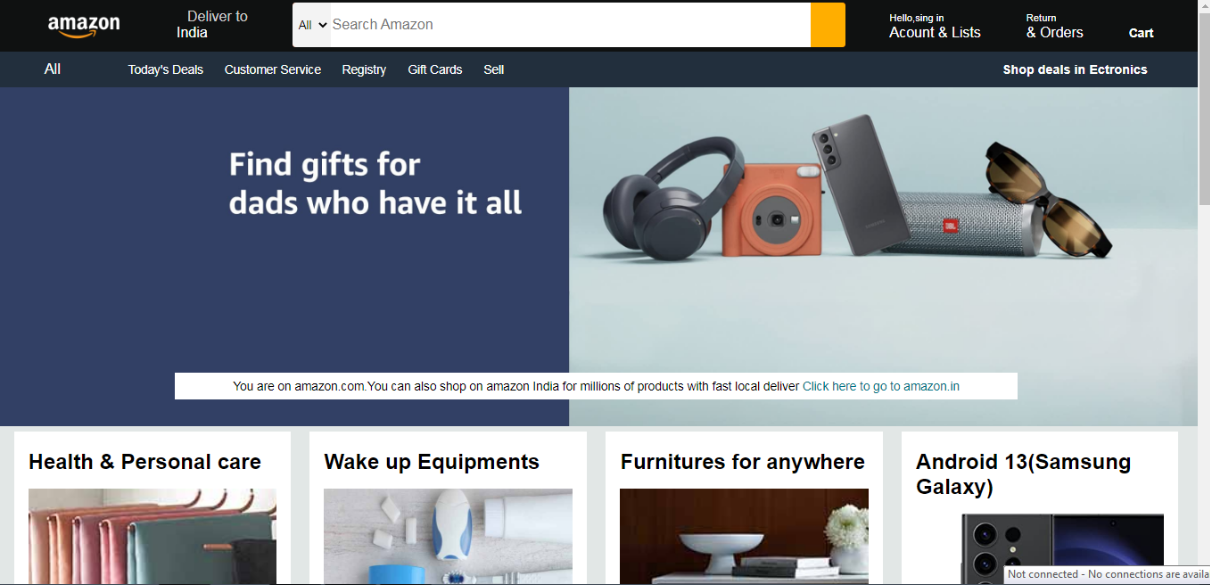 amazon
Deliver to
India
All
Search Amazon
Hello,sing in
Acount & Lists
Return
& Orders
Cart
All
Today's Deals
Customer Service
Registry
Gift Cards
Sell
Shop deals in Ectronics
Find gifts for
dads who have it all
JBL
You are on amazon.com.You can also shop on amazon India for millions of products with fast local deliver Click here to go to amazon.in
Health & Personal care
Wake up Equipments
Furnitures for anywhere
Android 13(Samsung
Galaxy)
Not connected - No connections are availa